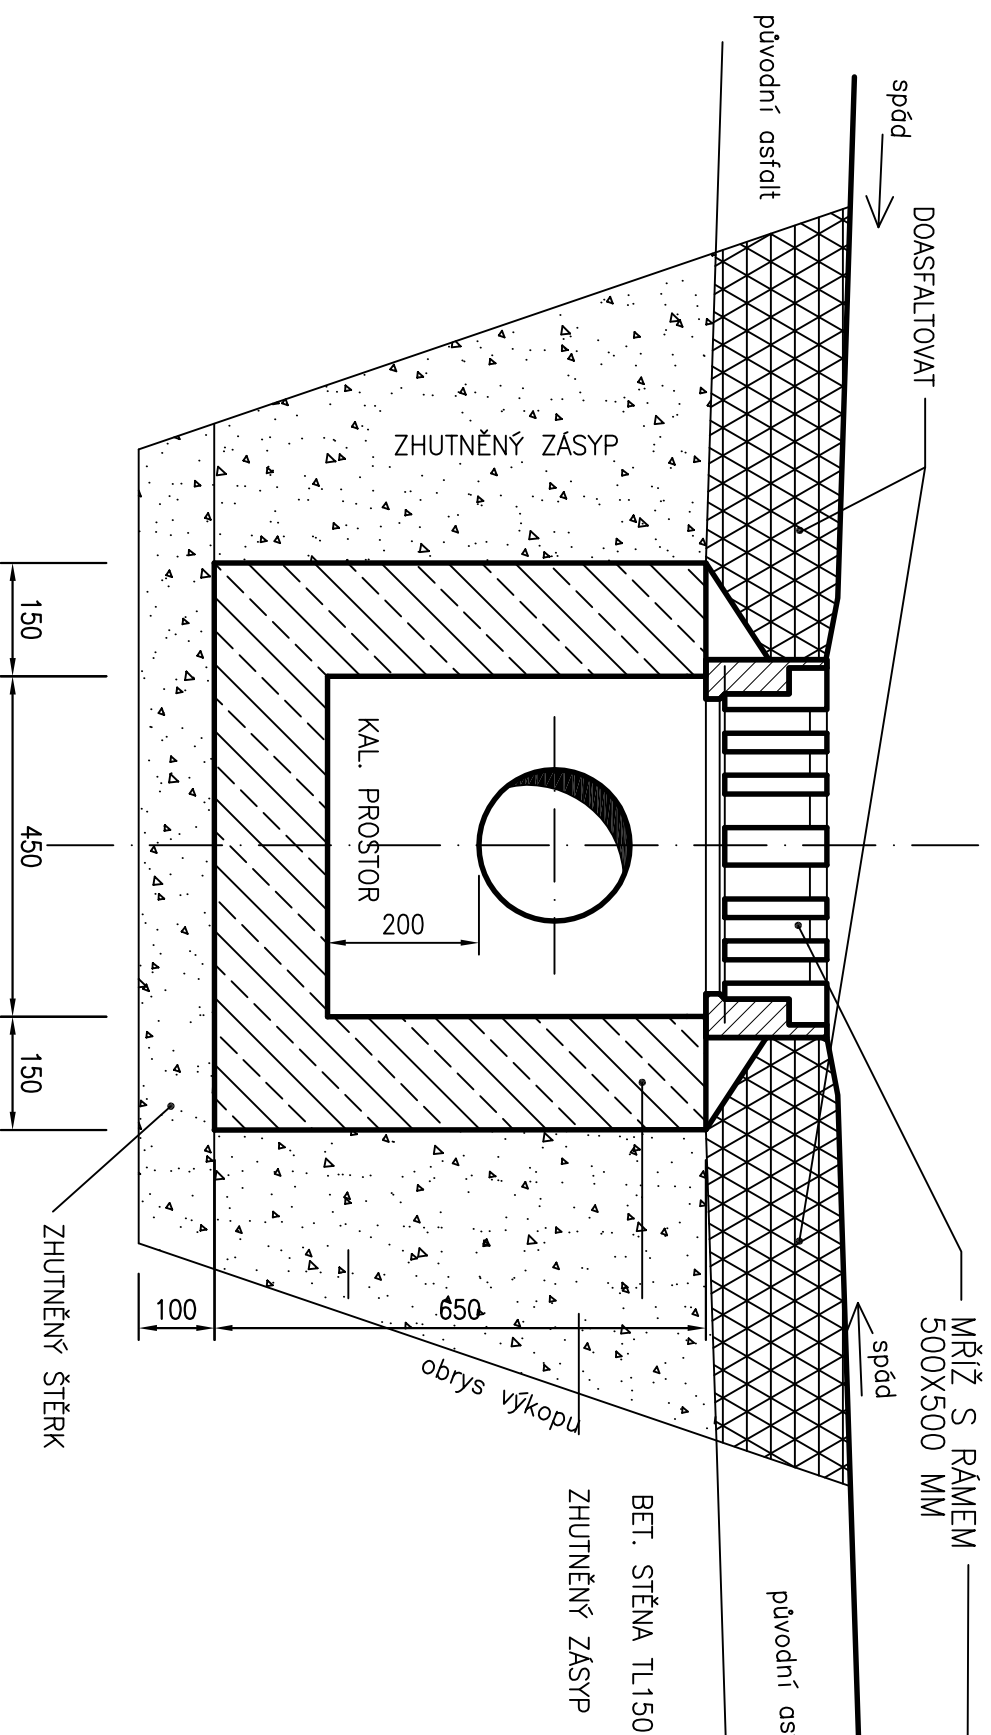 spád
původní asfalt
DOASFALTOVAT
ZHUTNĚNÝ ZÁSYP
KAL. PROSTOR
200
150
450
150
100
650
obrys výkopu
spád
MŘÍŽ S RÁMEM
500X500 MM
ZHUTNĚNÝ ŠTĚRK
BET. STĚNA TL150
ZHUTNĚNÝ ZÁSYP
původní as